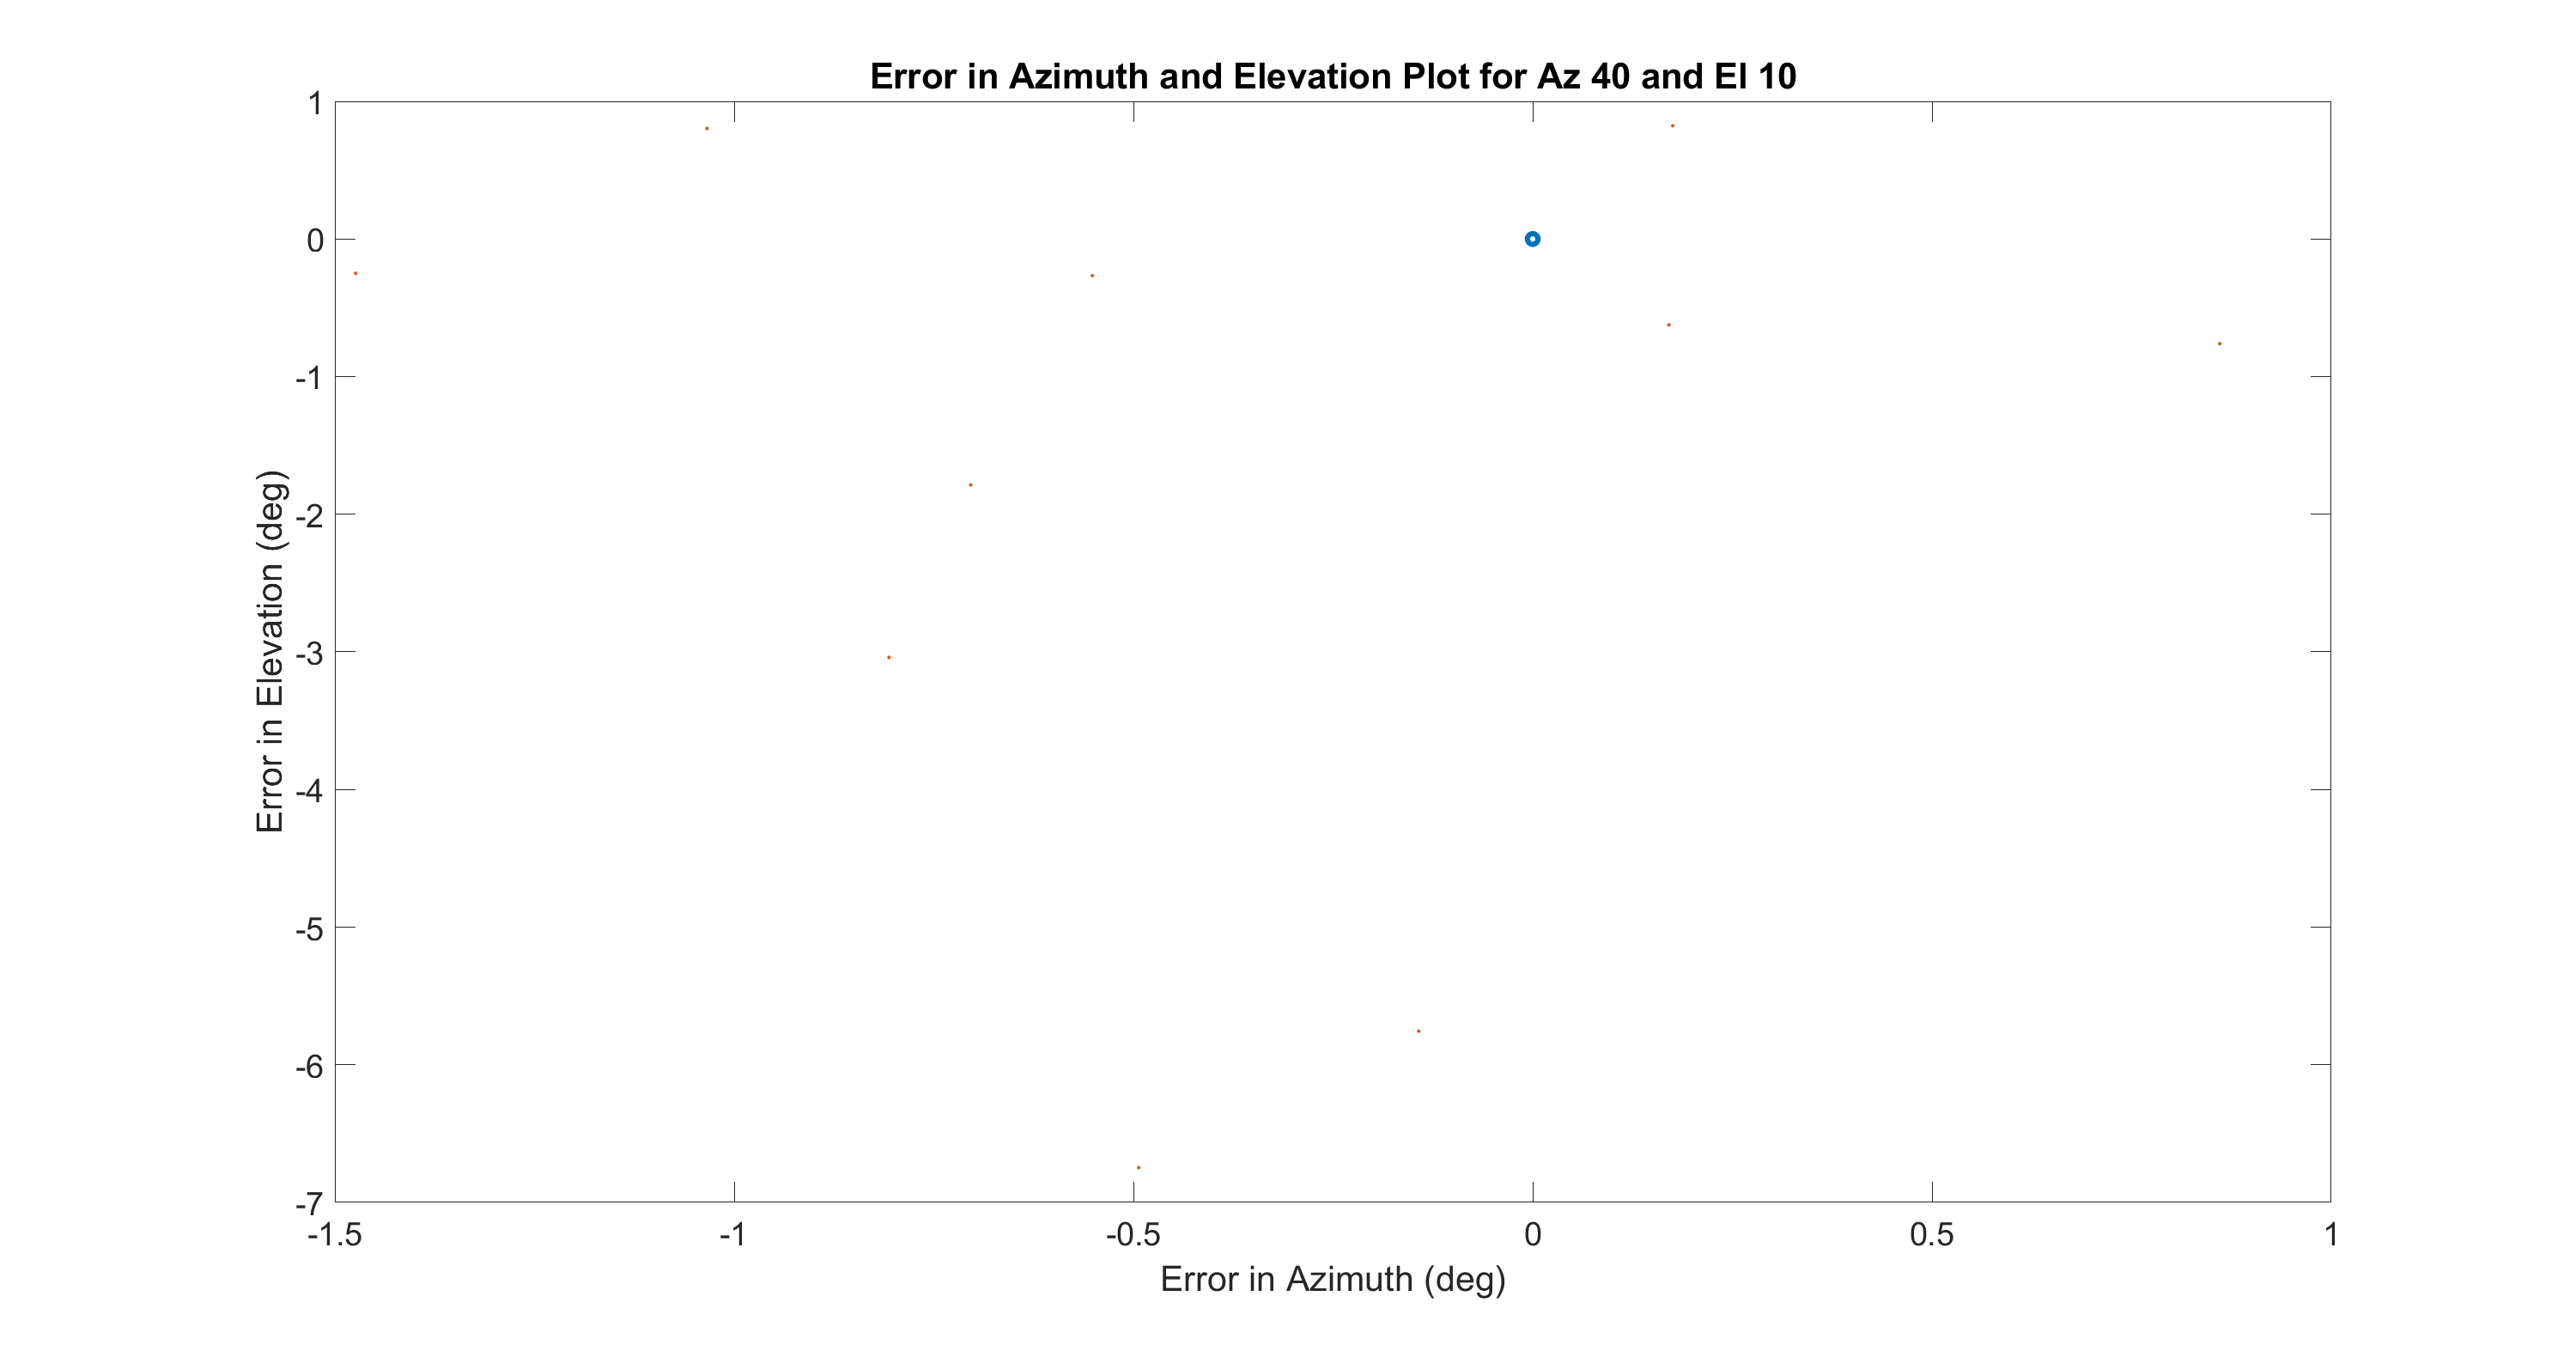 Error in Azimuth and Elevation Plot for Az 40 and El 10
1
0
-1
-2
-3
-4
-5
-6
-7
Error in Elevation (deg)
-1.5 -1 -0.5 0 0.5 1
Error in Azimuth (deg)